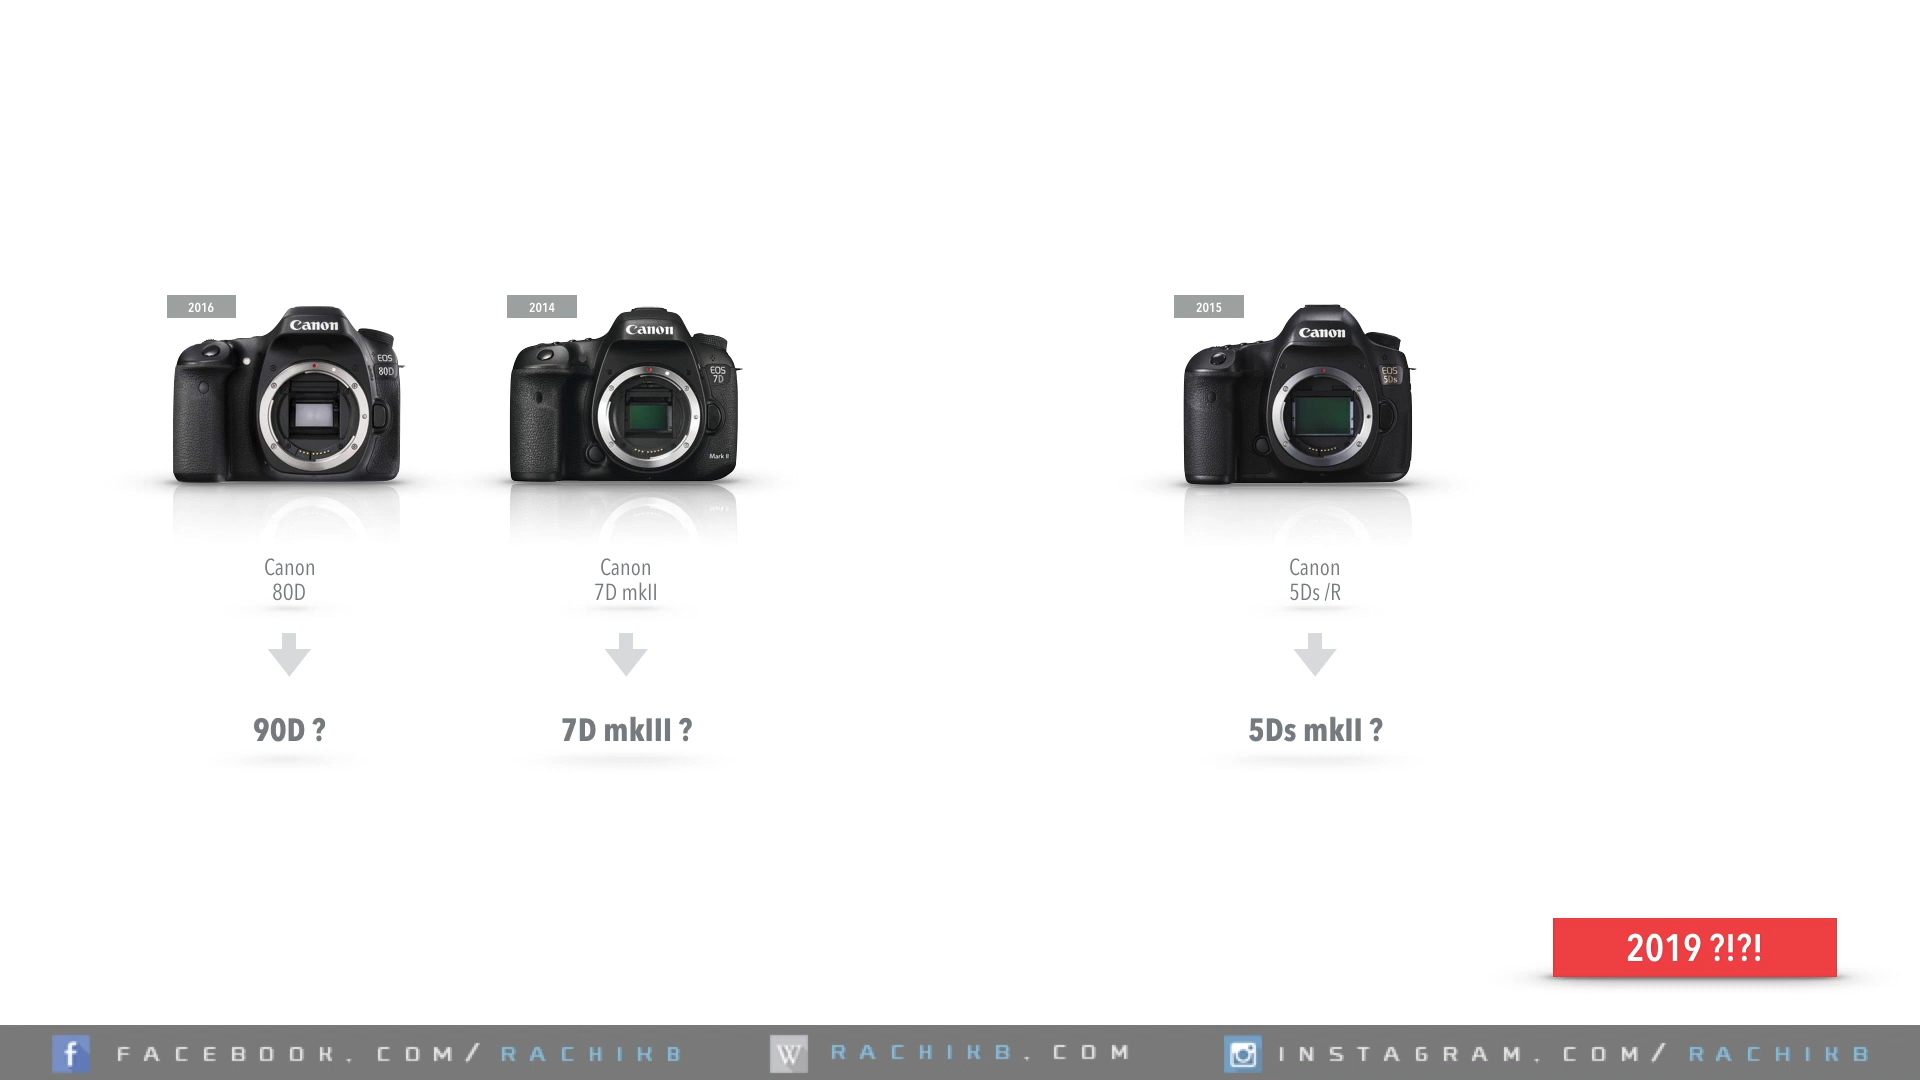 2016
2014
2015
Canon
EOS
80D
Canon
EOS
7D
Mark II
Canon
EOS
5Ds
Canon
80D
Canon
7D mkII
Canon
5Ds /R
90D ?
7D mkIII ?
5Ds mkII ?
2019 ?!?!
f FACEBOOK.COM/RACHIKB
W RACHIKB.COM
INSTAGRAM.COM/RACHIKB